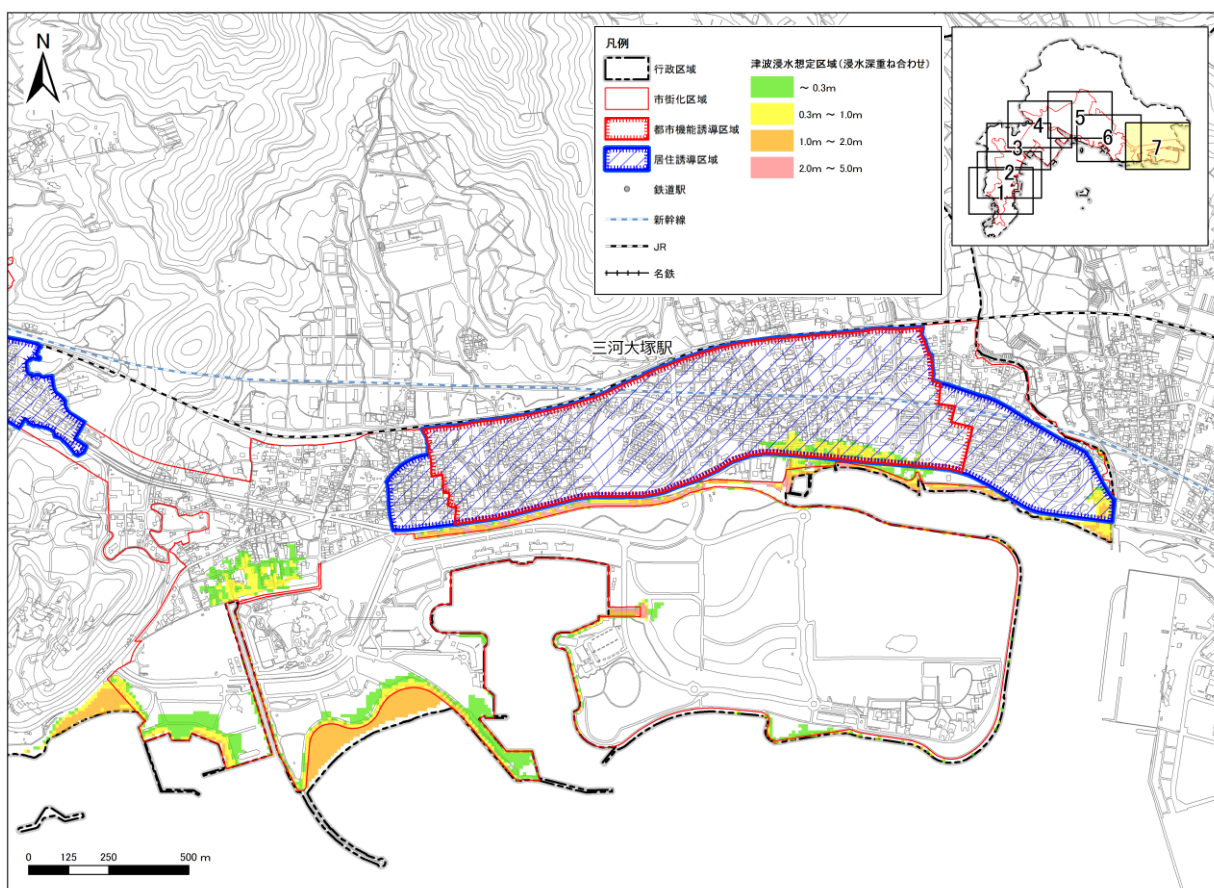 N
凡例
行政区域
市街化区域
都市機能誘導区域
居住誘導区域
鉄道駅
新幹線
JR
名鉄
津波浸水想定区域(浸水深重ね合わせ)
～ 0.3m
0.3m ～ 1.0m
1.0m ～ 2.0m
2.0m ～ 5.0m
5
4
6
7
3
2
1
三河大塚駅
0 125 250 500 m